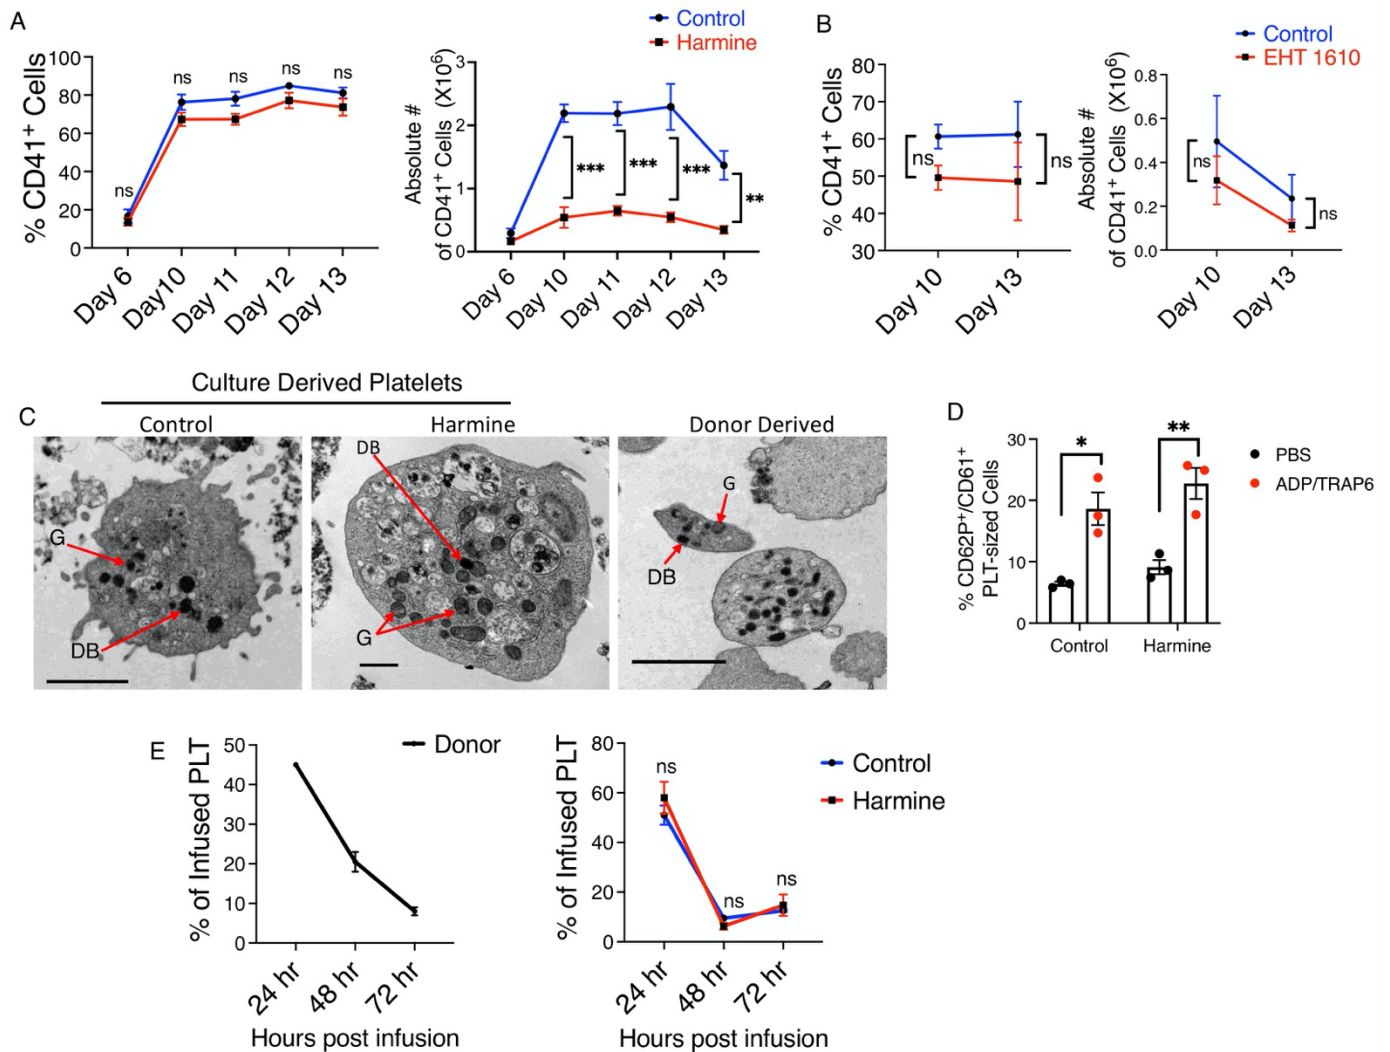 A
Control
Harmine
% CD41+ Cells
100
80
60
40
20
0
ns
ns
ns
ns
ns
Day 6
Day10
Day 11
Day 12
Day 13
Absolute #
of CD41+ Cells (X10⁶)
3
2
1
0
***
***
***
**
Day 6
Day 10
Day 11
Day 12
Day 13
B
Control
EHT 1610
% CD41+ Cells
80
70
60
50
40
30
ns
ns
Day 10
Day 13
Absolute #
of CD41+ Cells (X10⁶)
0.8
0.6
0.4
0.2
0.0
ns
ns
Day 10
Day 13
Culture Derived Platelets
C
Control
Harmine
Donor Derived
G
DB
DB
G
G
DB
D
% CD62P+/CD61+
PLT-sized Cells
30
20
10
0
*
**
PBS
ADP/TRAP6
Control
Harmine
E
% of Infused PLT
50
40
30
20
10
0
Donor
24 hr
48 hr
72 hr
Hours post infusion
% of Infused PLT
80
60
40
20
0
ns
ns
ns
Control
Harmine
24 hr
48 hr
72 hr
Hours post infusion